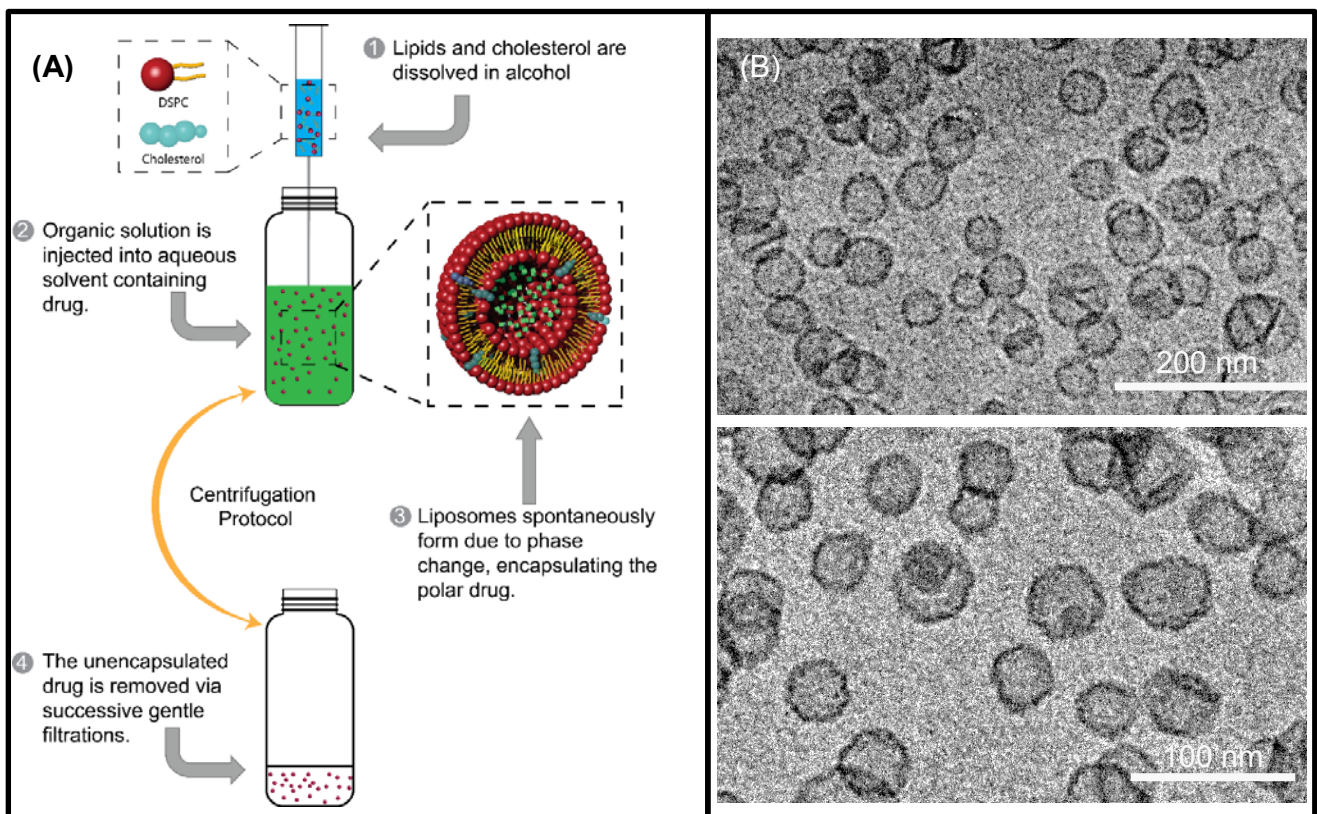 (A)
DSPC
Cholesterol
1 Lipids and cholesterol are
dissolved in alcohol
2 Organic solution is
injected into aqueous
solvent containing
drug.
Centrifugation
Protocol
3 Liposomes spontaneously
form due to phase
change, encapsulating the
polar drug.
4 The unencapsulated
drug is removed via
successive gentle
filtrations.
(B)
200 nm
100 nm